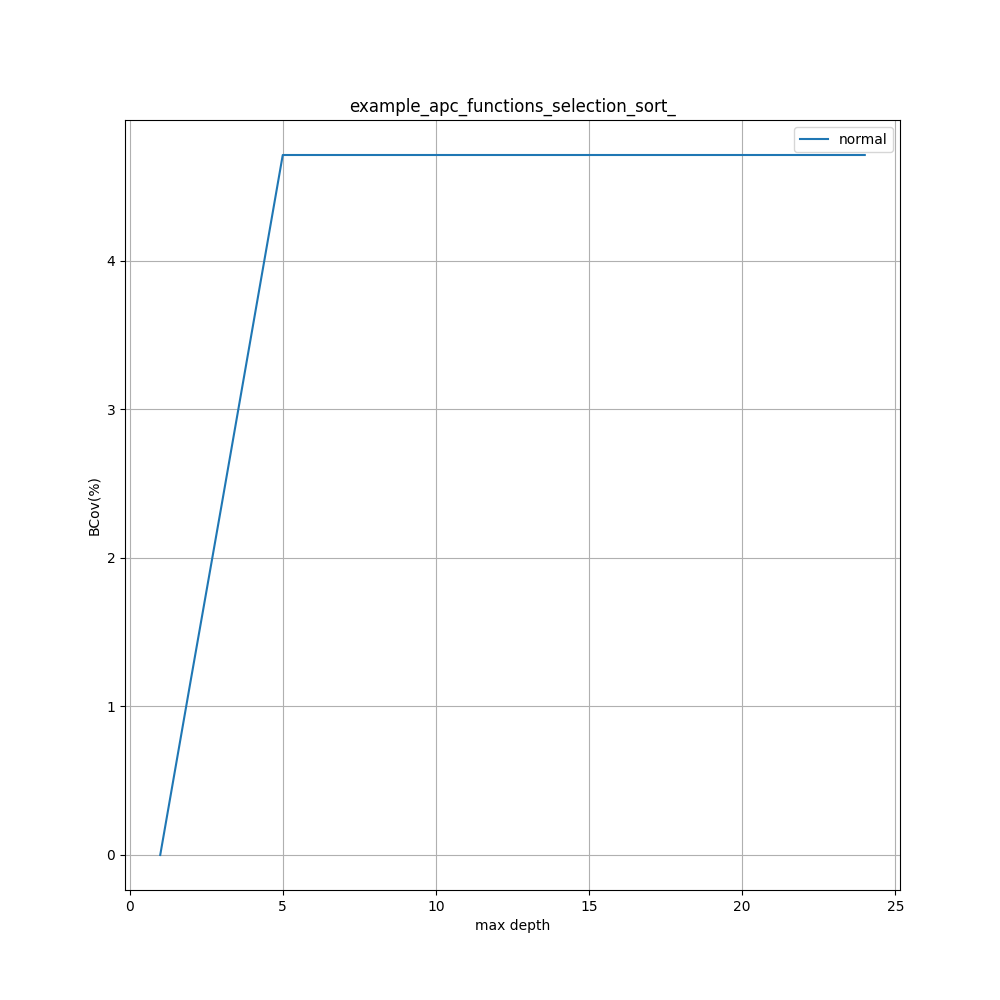 example_apc_functions_selection_sort_
normal
4
3
2
1
0
BCov(%)
0 5 10 15 20 25
max depth